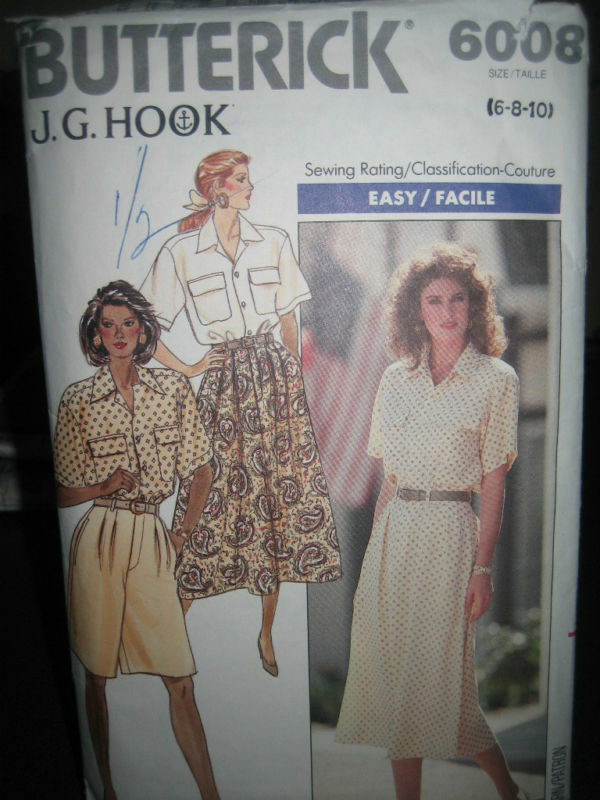 BUTTERICK® 6008
SIZE/TAILLE
(6-8-10)
J.G. HOOK
1/2
Sewing Rating/Classification-Couture
EASY / FACILE